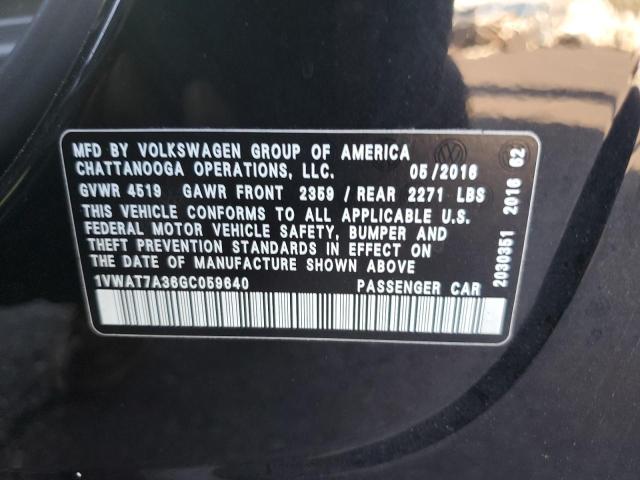 MFD BY VOLKSWAGEN GROUP OF AMERICA
CHATTANOOGA OPERATIONS, LLC. 05/2016
GVWR 4519 GAWR FRONT 2359 / REAR 2271 LBS
THIS VEHICLE CONFORMS TO ALL APPLICABLE U.S.
FEDERAL MOTOR VEHICLE SAFETY, BUMPER AND
THEFT PREVENTION STANDARDS IN EFFECT ON
THE DATE OF MANUFACTURE SHOWN ABOVE
1VWAT7A36GC059640 PASSENGER CAR
2030351 2016 62